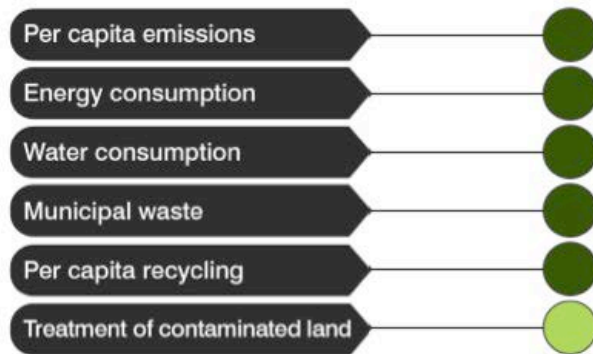 Per capita emissions
Energy consumption
Water consumption
Municipal waste
Per capita recycling
Treatment of contaminated land